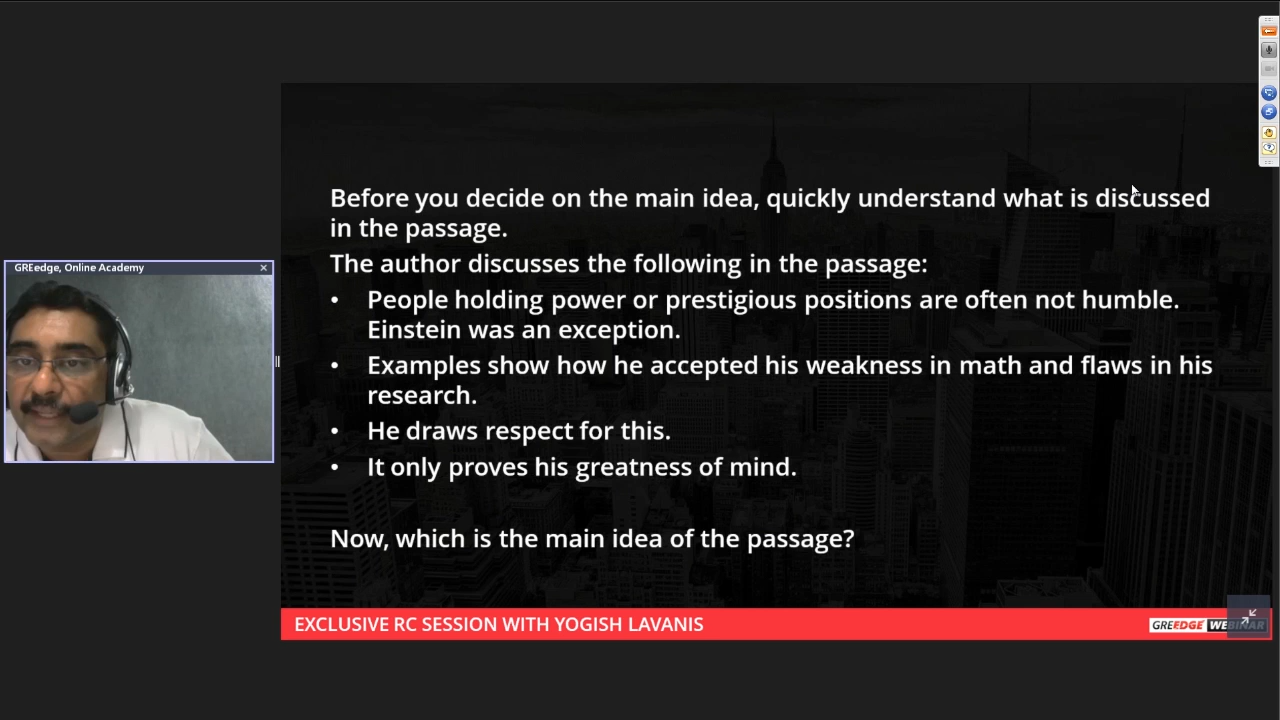 Before you decide on the main idea, quickly understand what is discussed
in the passage.
The author discusses the following in the passage:
• People holding power or prestigious positions are often not humble.
Einstein was an exception.
• Examples show how he accepted his weakness in math and flaws in his
research.
• He draws respect for this.
• It only proves his greatness of mind.
Now, which is the main idea of the passage?
GREedge, Online Academy
EXCLUSIVE RC SESSION WITH YOGISH LAVANIS
GREEDGE WEBINAR